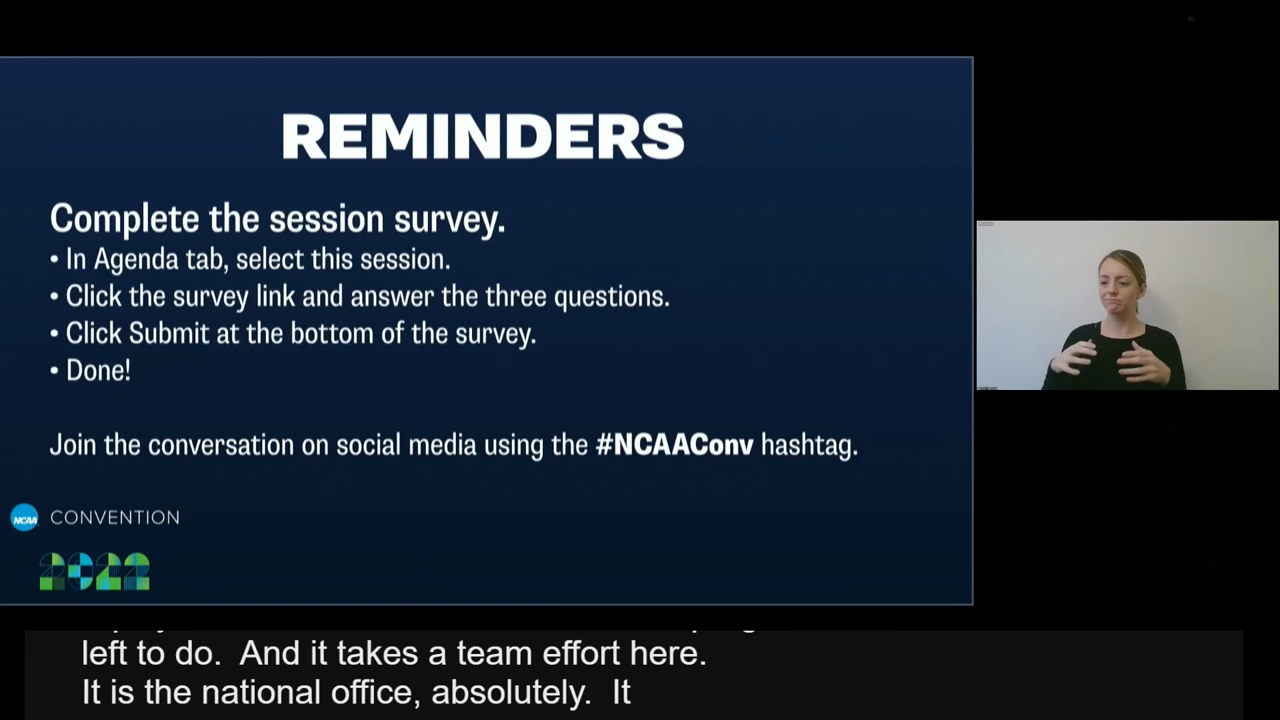 REMINDERS
Complete the session survey.
• In Agenda tab, select this session.
• Click the survey link and answer the three questions.
• Click Submit at the bottom of the survey.
• Done!
Join the conversation on social media using the #NCAAConv hashtag.
NCAA CONVENTION
2022
left to do.  And it takes a team effort here.
It is the national office, absolutely.  It